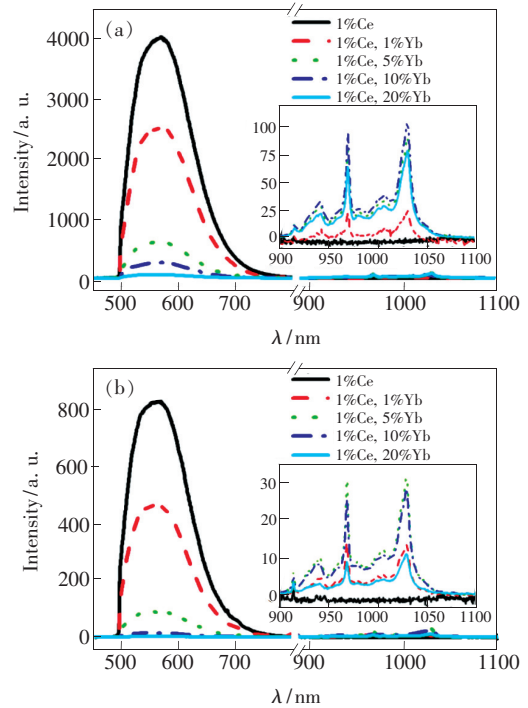 (a)
1%Ce
1%Ce, 1%Yb
1%Ce, 5%Yb
1%Ce, 10%Yb
1%Ce, 20%Yb
Intensity/a. u.
4000
3000
2000
1000
0
100
75
50
25
0
900 950 1000 1050 1100
500 600 700 900 1000 1100
λ/nm
(b)
1%Ce
1%Ce, 1%Yb
1%Ce, 5%Yb
1%Ce, 10%Yb
1%Ce, 20%Yb
Intensity/a. u.
800
600
400
200
0
30
20
10
0
900 950 1000 1050 1100
500 600 700 900 1000 1100
λ/nm